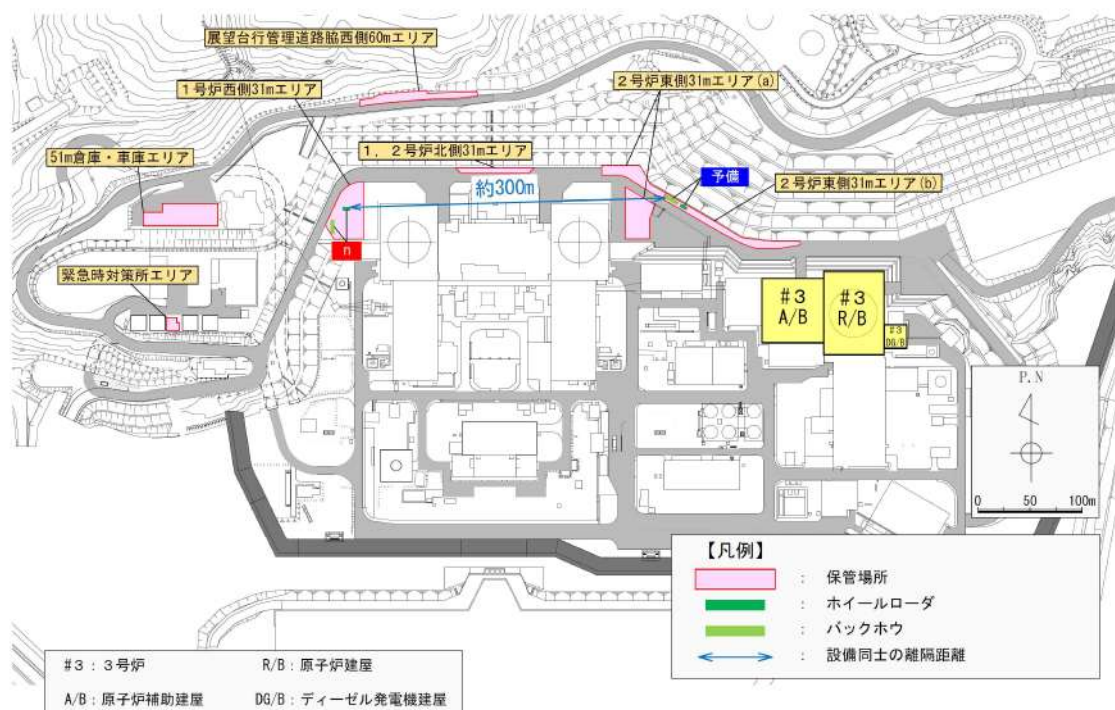 展望台行管理道路脇西側60mエリア
1号炉西側31mエリア
2号炉東側31mエリア(a)
1，2号炉北側31mエリア
51m倉庫・車庫エリア
予備
2号炉東側31mエリア(b)
約300m
n
緊急時対策所エリア
#3
A/B
#3
R/B
#3
DG/B
P.N
0 50 100m
【凡例】
： 保管場所
： ホイールローダ
： バックホウ
： 設備同士の離隔距離
#3：3号炉
R/B：原子炉建屋
A/B：原子炉補助建屋
DG/B：ディーゼル発電機建屋